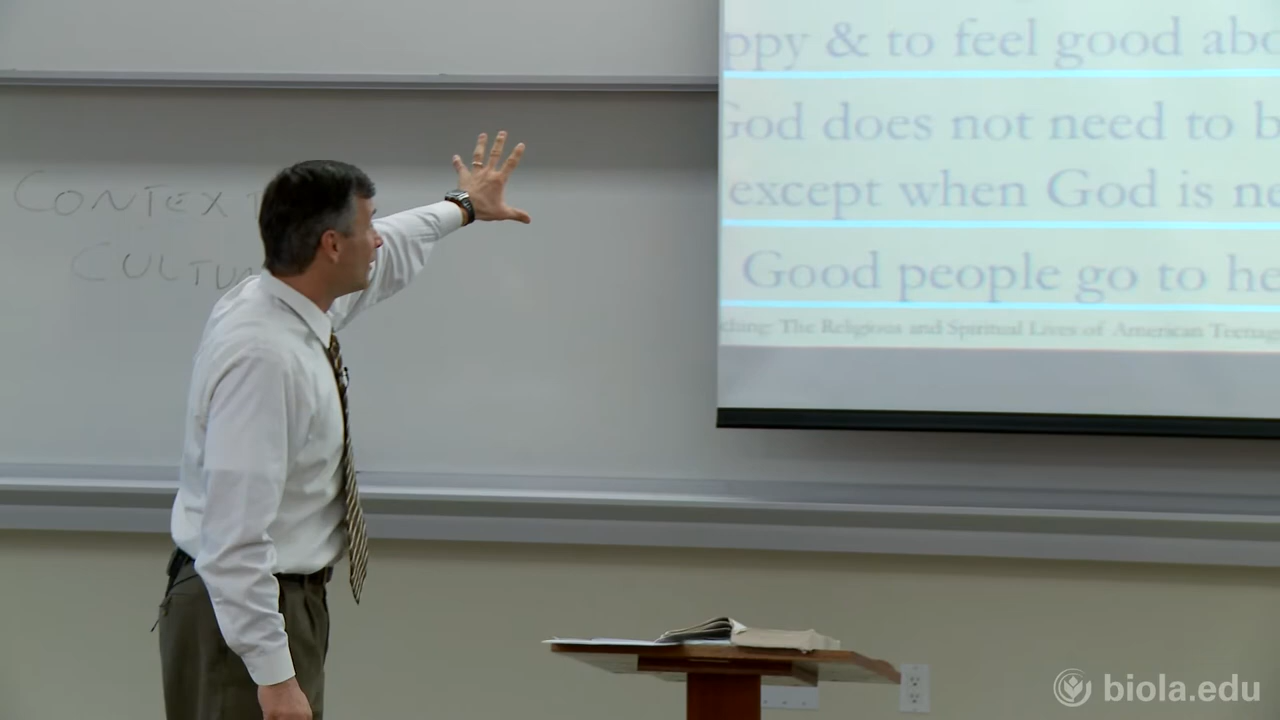 CONTEX
CULTU
ppy & to feel good abo
God does not need to b
except when God is ne
Good people go to he
ching: The Religious and Spiritual Lives of American Teenag
biola.edu